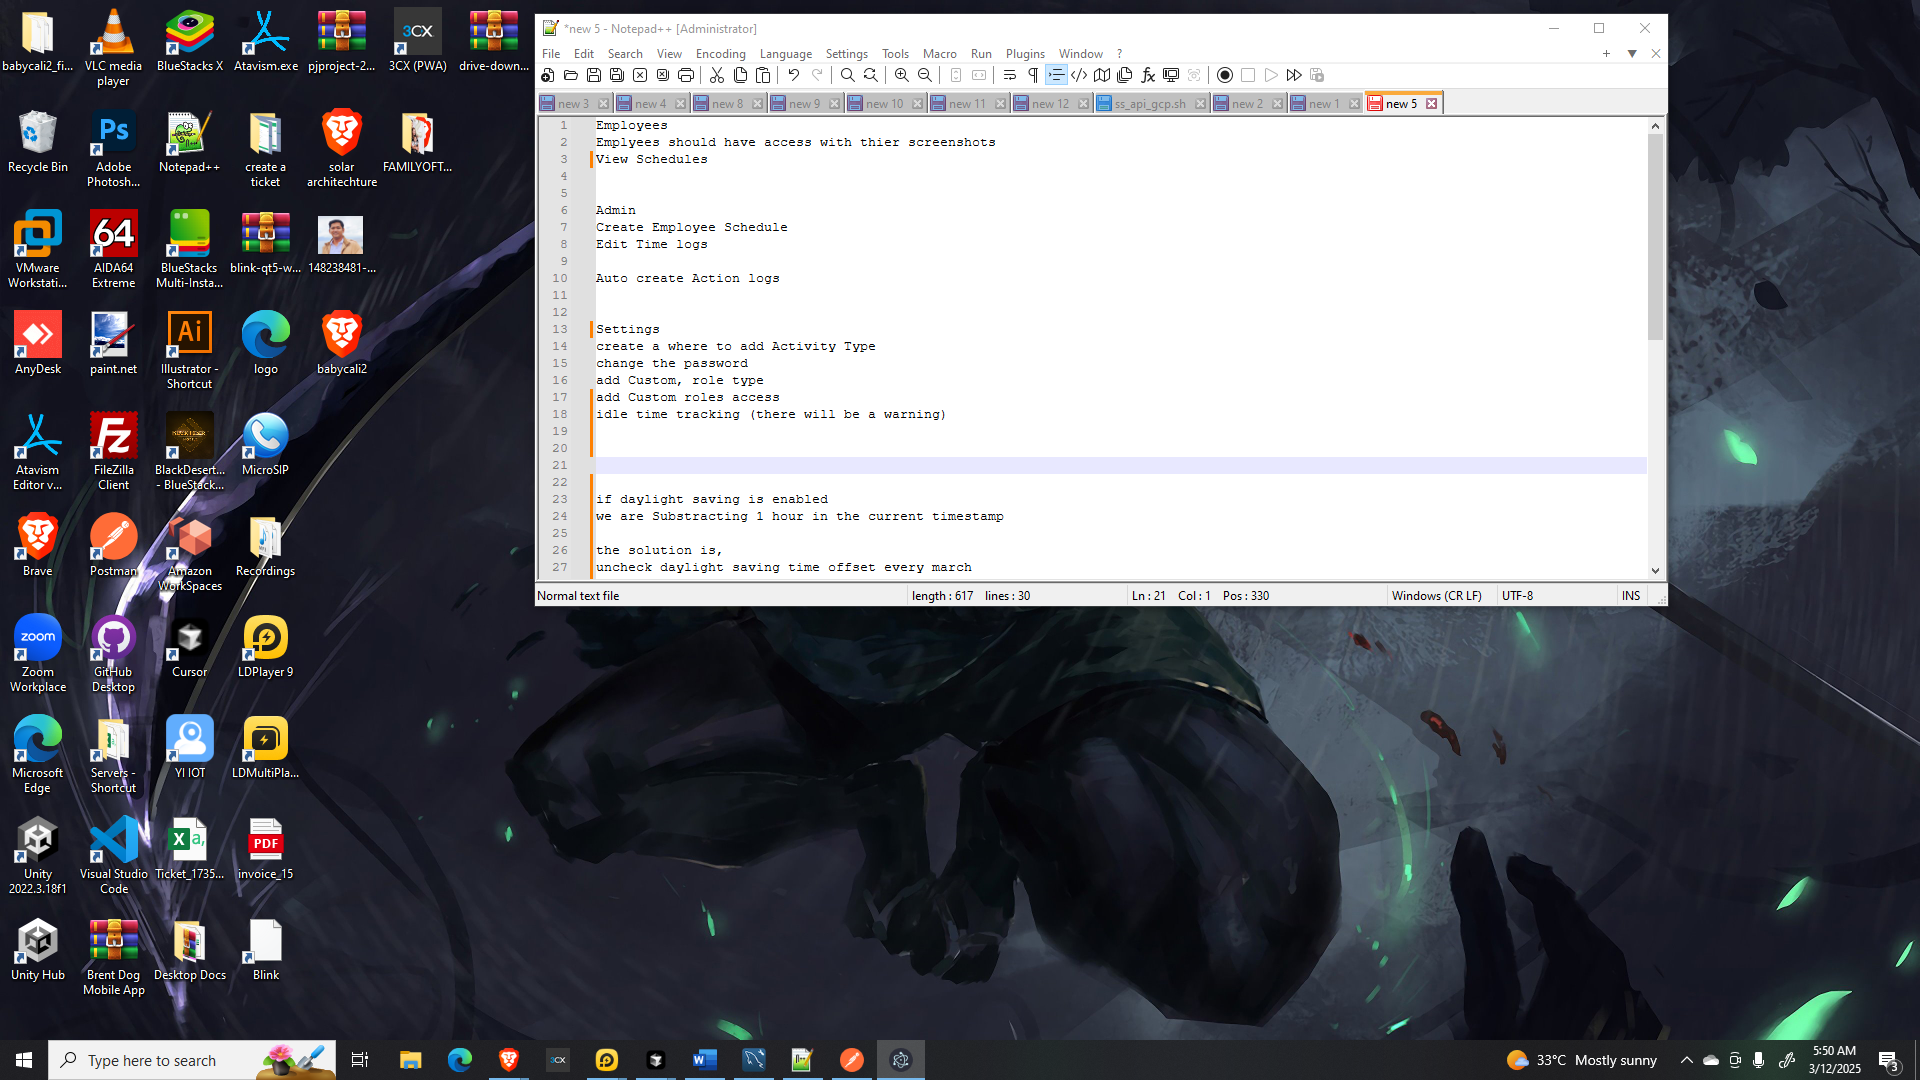 babycali2_fi...
VLC media player
BlueStacks X
Atavism.exe
pjproject-2...
3CX
3CX (PWA)
drive-down...
Recycle Bin
Ps
Adobe Photosh...
Notepad++
create a ticket
solar architechture
FAMILYOFT...
VMware Workstati...
64
AIDA64 Extreme
BlueStacks Multi-Insta...
blink-qt5-w...
148238481-...
AnyDesk
paint.net
Ai
Illustrator - Shortcut
logo
babycali2
Atavism Editor v...
Fz
FileZilla Client
BlackDesert... - BlueStack...
MicroSIP
Brave
Postman
Amazon WorkSpaces
Recordings
zoom
Zoom Workplace
GitHub Desktop
Cursor
LDPlayer 9
Microsoft Edge
Servers - Shortcut
YI IOT
LDMultiPla...
Unity 2022.3.18f1
Visual Studio Code
Ticket_1735...
PDF
invoice_15
Unity Hub
Brent Dog Mobile App
Desktop Docs
Blink
*new 5 - Notepad++ [Administrator]
File Edit Search View Encoding Language Settings Tools Macro Run Plugins Window ?
new 3 new 4 new 8 new 9 new 10 new 11 new 12 ss_api_gcp.sh new 2 new 1 new 5
1 Employees
2 Emplyees should have access with thier screenshots
3 View Schedules
4
5
6 Admin
7 Create Employee Schedule
8 Edit Time logs
9
10 Auto create Action logs
11
12
13 Settings
14 create a where to add Activity Type
15 change the password
16 add Custom, role type
17 add Custom roles access
18 idle time tracking (there will be a warning)
19
20
21
22
23 if daylight saving is enabled
24 we are Substracting 1 hour in the current timestamp
25
26 the solution is,
27 uncheck daylight saving time offset every march
Normal text file length : 617 lines : 30 Ln : 21 Col : 1 Pos : 330 Windows (CR LF) UTF-8 INS
Type here to search
3CX
33°C Mostly sunny
5:50 AM
3/12/2025
3